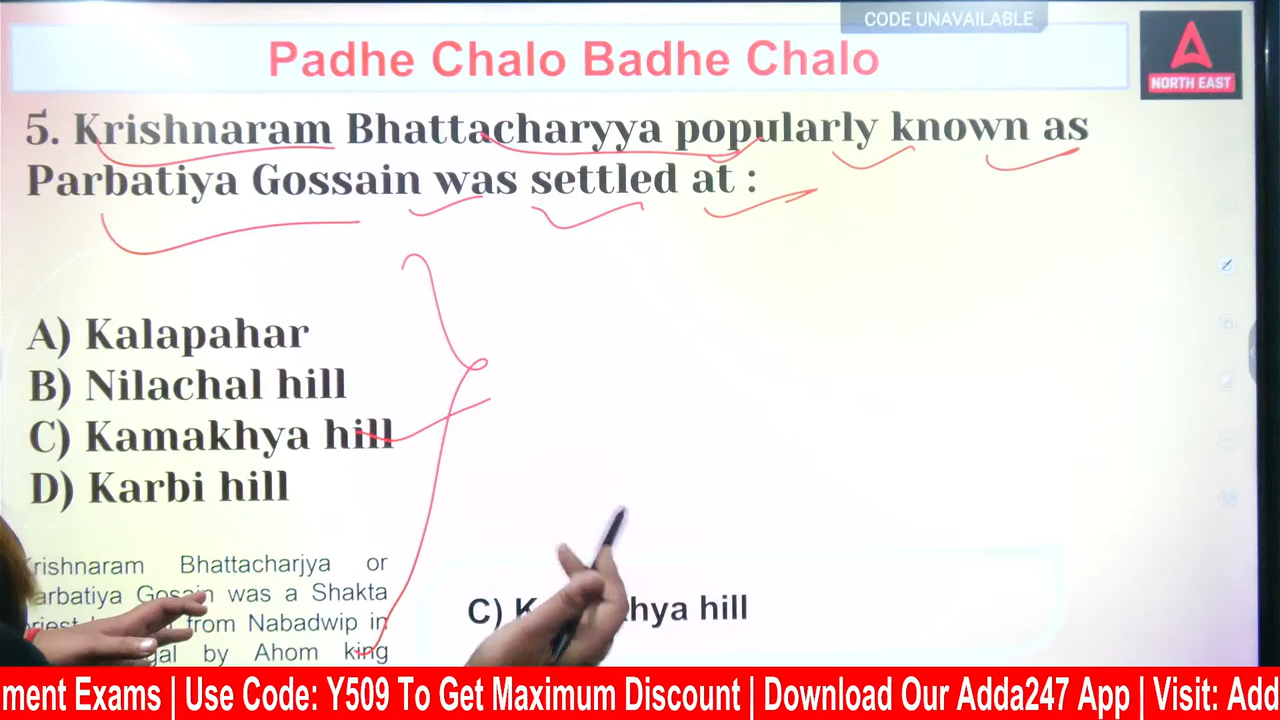 CODE UNAVAILABLE
Padhe Chalo Badhe Chalo
NORTH EAST
5. Krishnaram Bhattacharyya popularly known as
Parbatiya Gossain was settled at :
A) Kalapahar
B) Nilachal hill
C) Kamakhya hill
D) Karbi hill
Krishnaram Bhattacharjya or
Parbatiya Gosain was a Shakta
from Nabadwip in
by Ahom king
C) hya hill
ment Exams | Use Code: Y509 To Get Maximum Discount | Download Our Adda247 App | Visit: Add